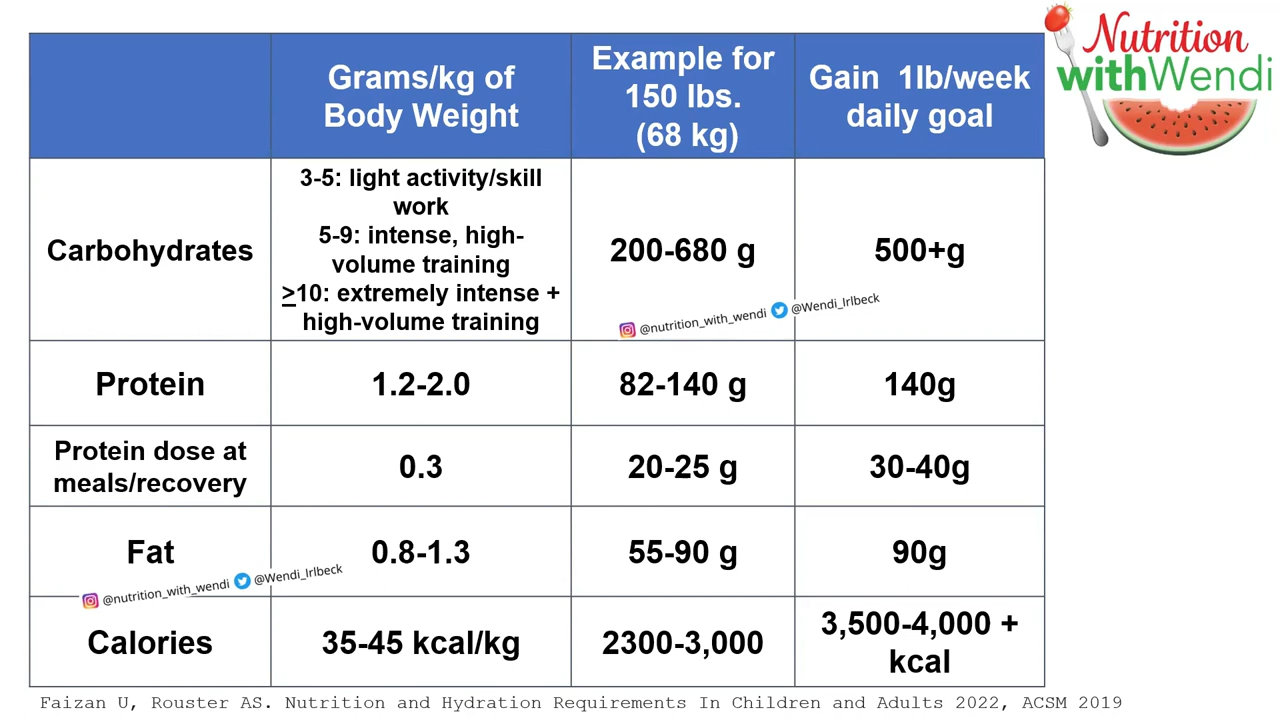 Nutrition
withWendi
Grams/kg of
Body Weight
Example for
150 lbs.
(68 kg)
Gain 1lb/week
daily goal
Carbohydrates
3-5: light activity/skill
work
5-9: intense, high-
volume training
≥10: extremely intense +
high-volume training
200-680 g
500+g
@nutrition_with_wendi @Wendi_Irlbeck
Protein
1.2-2.0
82-140 g
140g
Protein dose at
meals/recovery
0.3
20-25 g
30-40g
Fat
0.8-1.3
55-90 g
90g
@nutrition_with_wendi @Wendi_Irlbeck
Calories
35-45 kcal/kg
2300-3,000
3,500-4,000 +
kcal
Faizan U, Rouster AS. Nutrition and Hydration Requirements In Children and Adults 2022, ACSM 2019